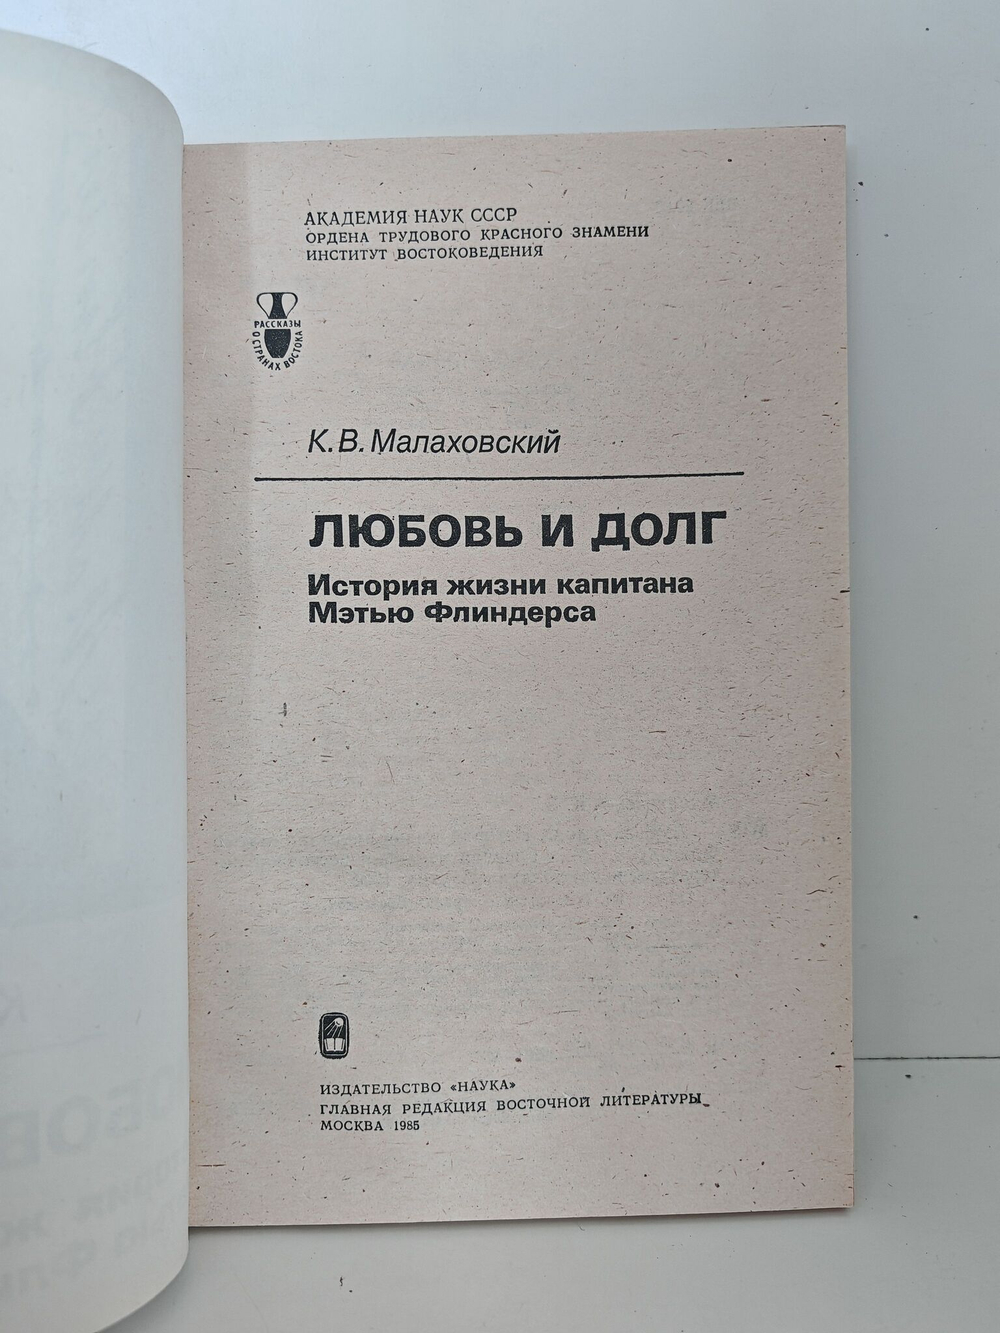 АКАДЕМИЯ НАУК СССР
ОРДЕНА ТРУДОВОГО КРАСНОГО ЗНАМЕНИ
ИНСТИТУТ ВОСТОКОВЕДЕНИЯ
РАССКАЗЫ
О СТРАНАХ ВОСТОКА
К. В. Малаховский
ЛЮБОВЬ И ДОЛГ
История жизни капитана
Мэтью Флиндерса
ИЗДАТЕЛЬСТВО «НАУКА»
ГЛАВНАЯ РЕДАКЦИЯ ВОСТОЧНОЙ ЛИТЕРАТУРЫ
МОСКВА 1985